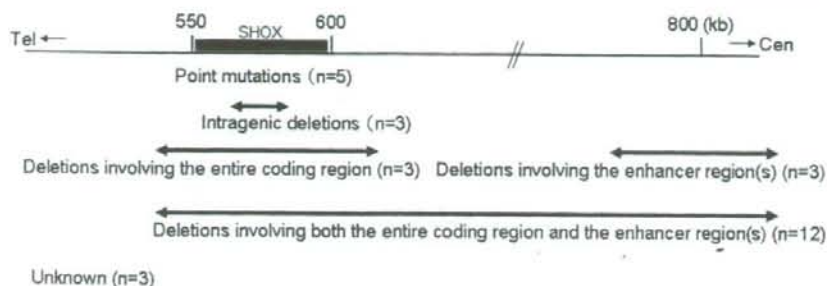 550 SHOX 600 800 (kb)
Tel ← → Cen
Point mutations (n=5)
Intragenic deletions (n=3)
Deletions involving the entire coding region (n=3) Deletions involving the enhancer region(s) (n=3)
Deletions involving both the entire coding region and the enhancer region(s) (n=12)
Unknown (n=3)